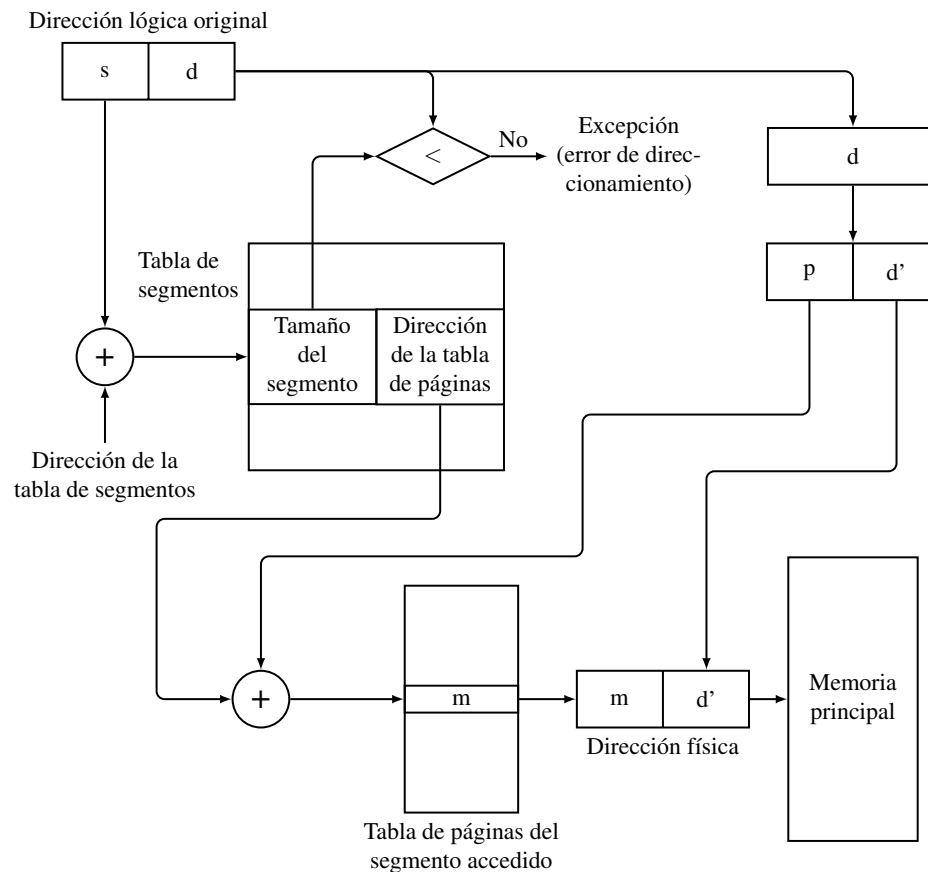 Dirección lógica original
s d
No
Excepción
(error de direc-
ccionamiento)
<
d
p d’
Tabla de
segmentos
Tamaño
del
segmento
Dirección
de la tabla
de páginas
+
Dirección de la
tabla de segmentos
+
m
m d’
Dirección física
Memoria
principal
Tabla de páginas del
segmento accedido